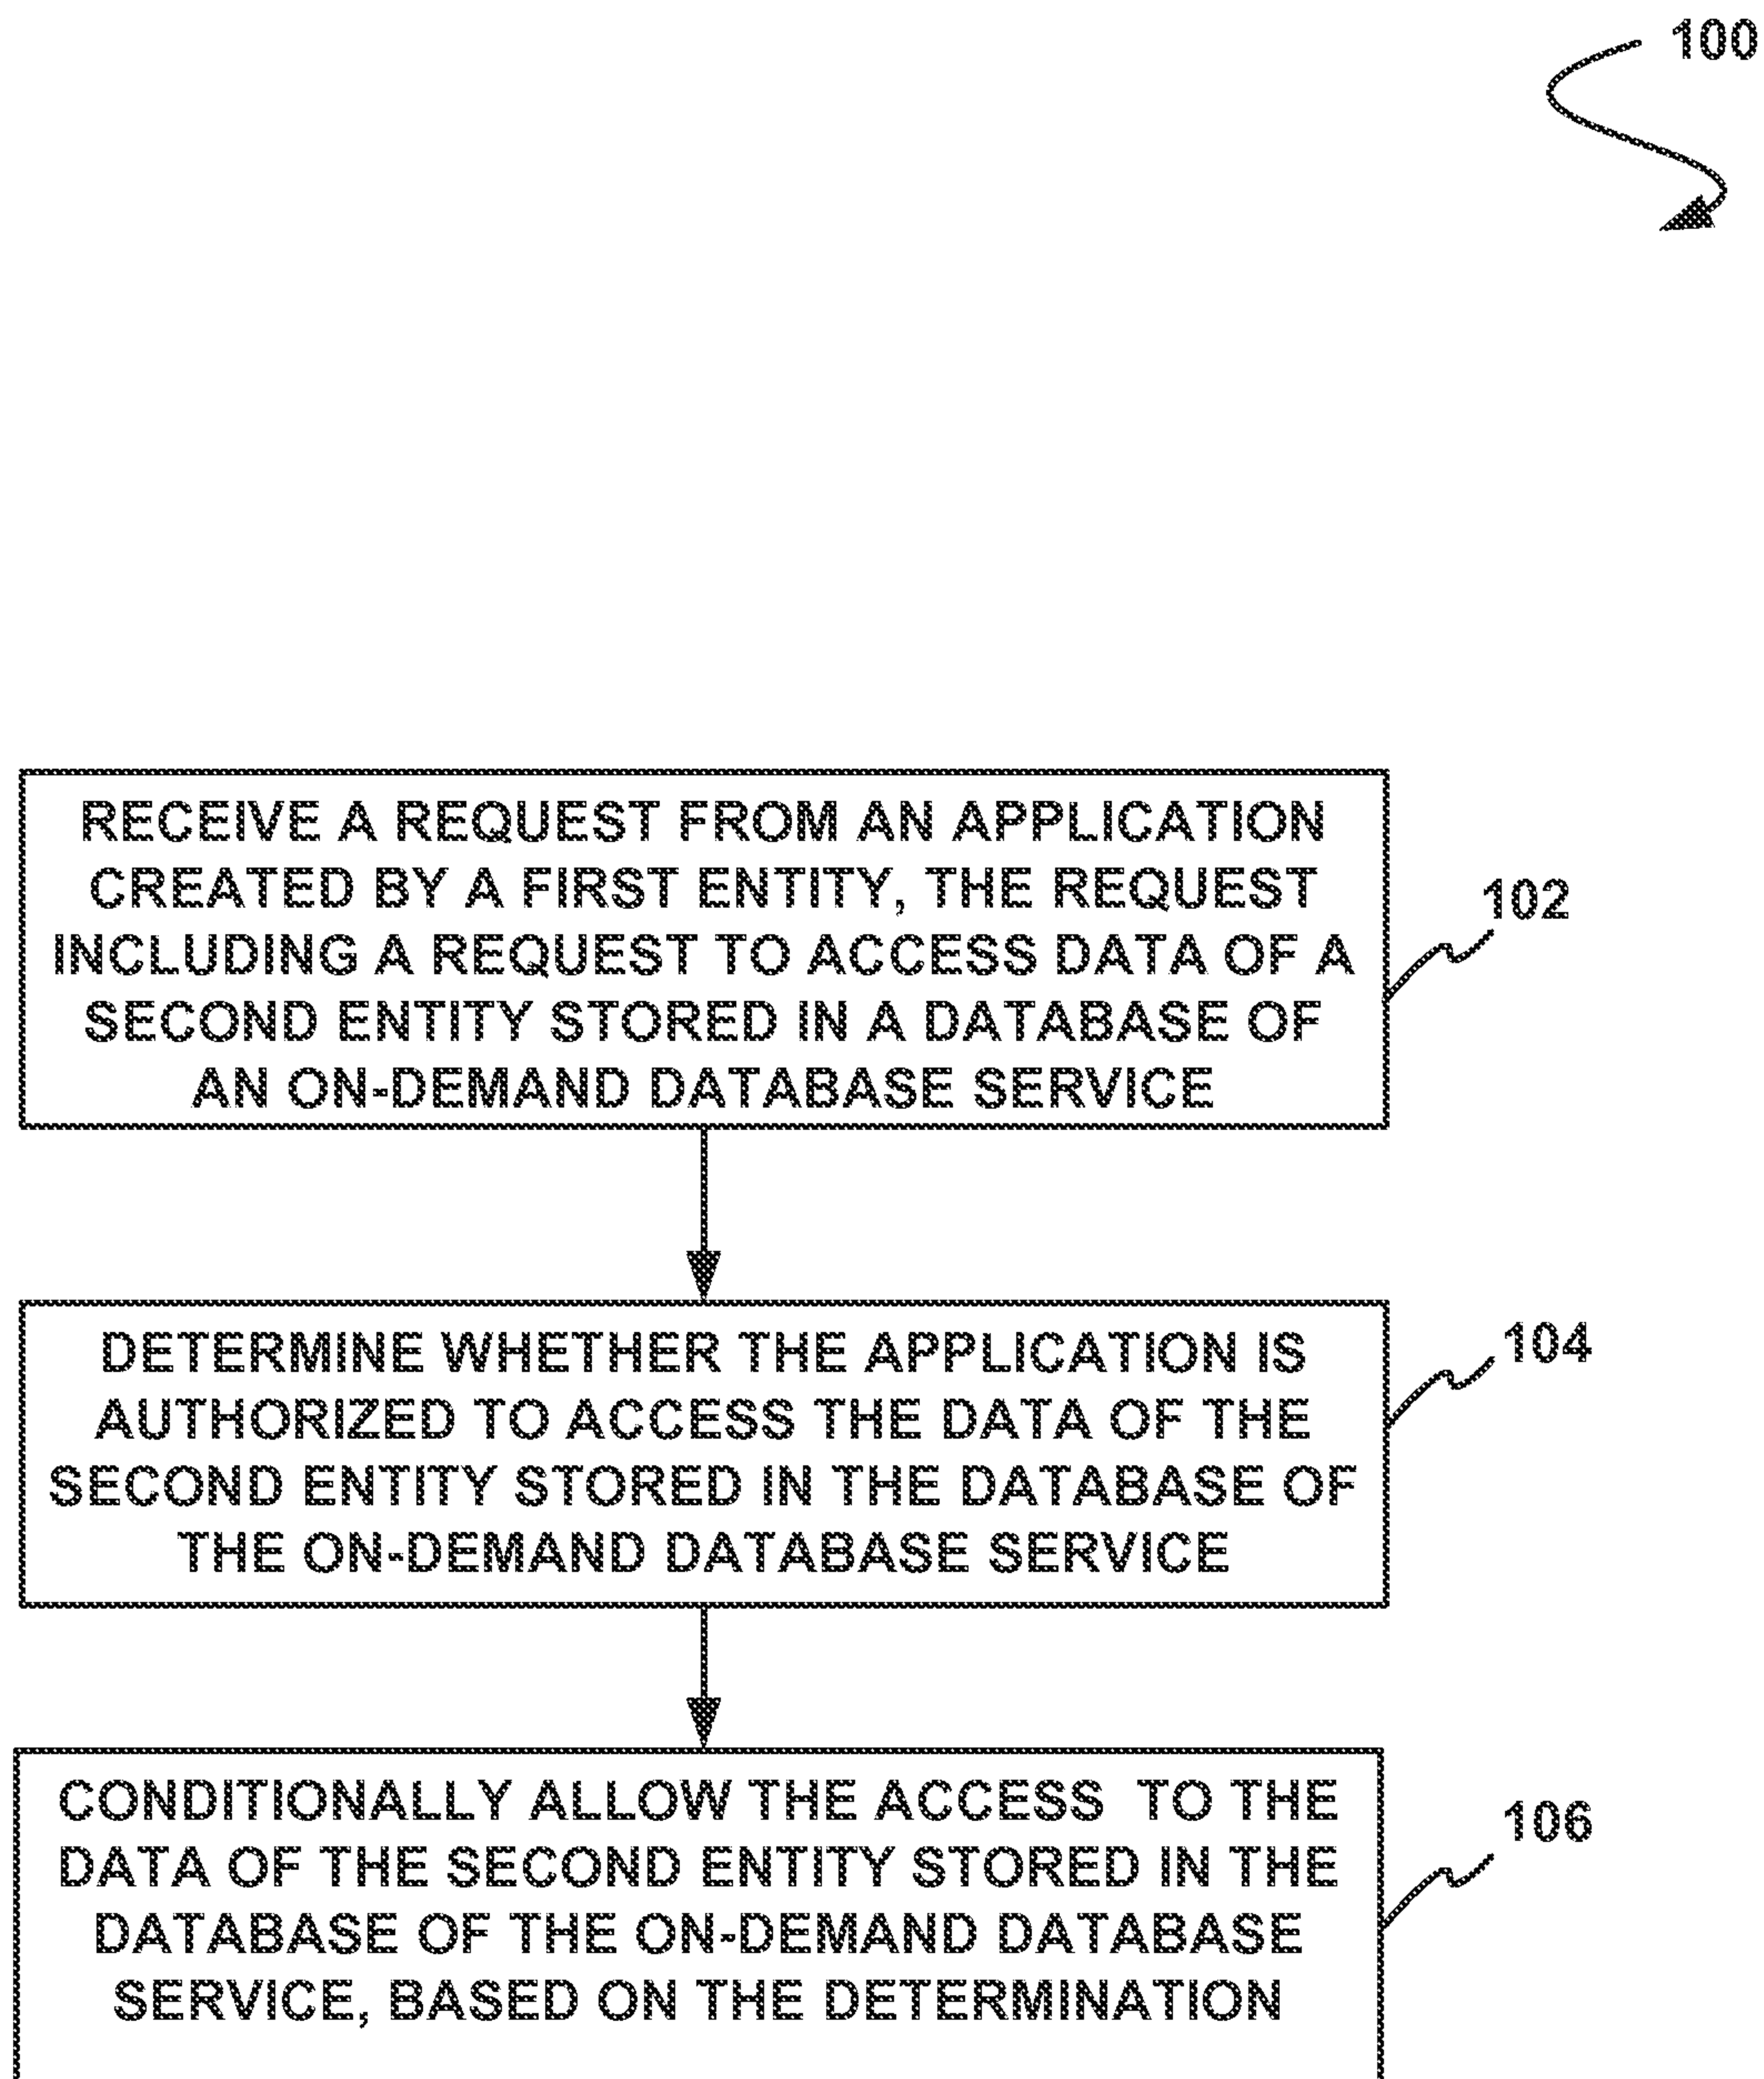 100
RECEIVE A REQUEST FROM AN APPLICATION
CREATED BY A FIRST ENTITY, THE REQUEST
INCLUDING A REQUEST TO ACCESS DATA OF A
SECOND ENTITY STORED IN A DATABASE OF
AN ON-DEMAND DATABASE SERVICE
102
DETERMINE WHETHER THE APPLICATION IS
AUTHORIZED TO ACCESS THE DATA OF THE
SECOND ENTITY STORED IN THE DATABASE OF
THE ON-DEMAND DATABASE SERVICE
104
CONDITIONALLY ALLOW THE ACCESS TO THE
DATA OF THE SECOND ENTITY STORED IN THE
DATABASE OF THE ON-DEMAND DATABASE
SERVICE, BASED ON THE DETERMINATION
106